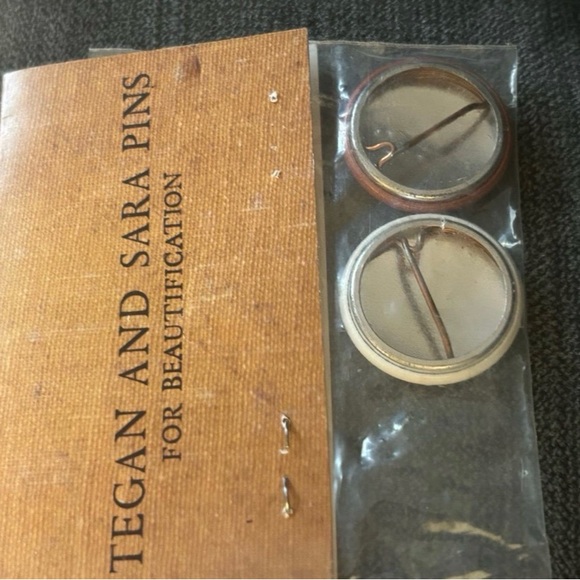 TEGAN AND SARA PINS
FOR BEAUTIFICATION